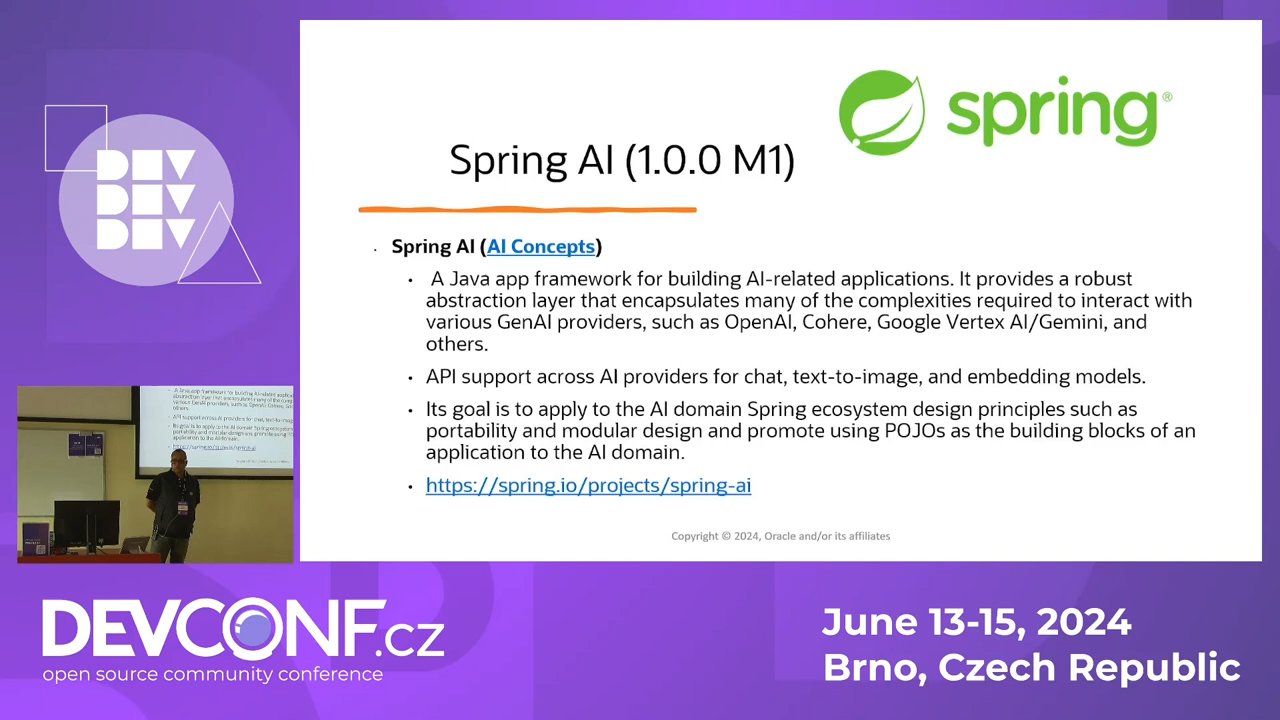 DEV
DEV
DEV
spring®
Spring AI (1.0.0 M1)
Spring AI (AI Concepts)
• A Java app framework for building AI-related applications. It provides a robust
abstraction layer that encapsulates many of the complexities required to interact with
various GenAI providers, such as OpenAI, Cohere, Google Vertex AI/Gemini, and
others.
• API support across AI providers for chat, text-to-image, and embedding models.
• Its goal is to apply to the AI domain Spring ecosystem design principles such as
portability and modular design and promote using POJOs as the building blocks of an
application to the AI domain.
• https://spring.io/projects/spring-ai
Copyright © 2024, Oracle and/or its affiliates
DEVCONF.cz
open source community conference
June 13-15, 2024
Brno, Czech Republic